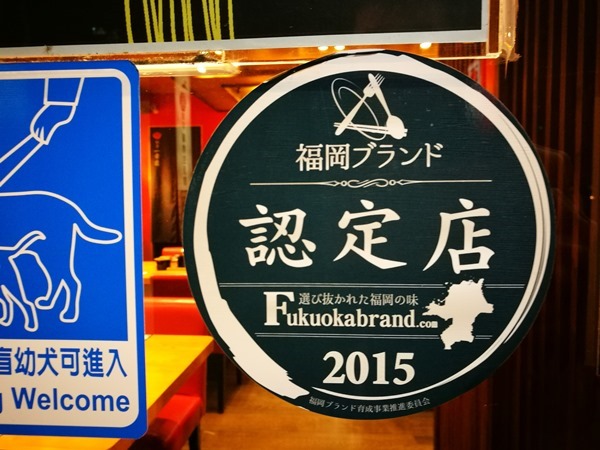 福岡ブランド
認定店
選び抜かれた福岡の味
Fukuokabrand.com
2015
福岡ブランド育成事業推進委員会
盲幼犬可進入
g Welcome